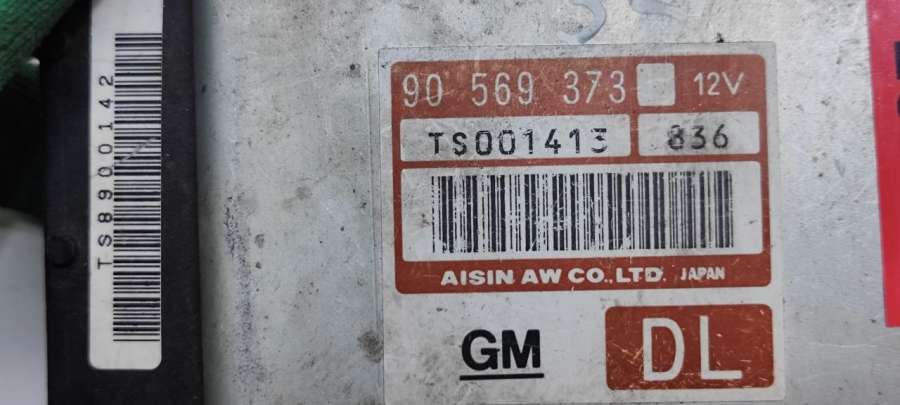 TS8900142
90 569 373 12V
TS001413 836
AISIN AW CO.,LTD. JAPAN
GM DL